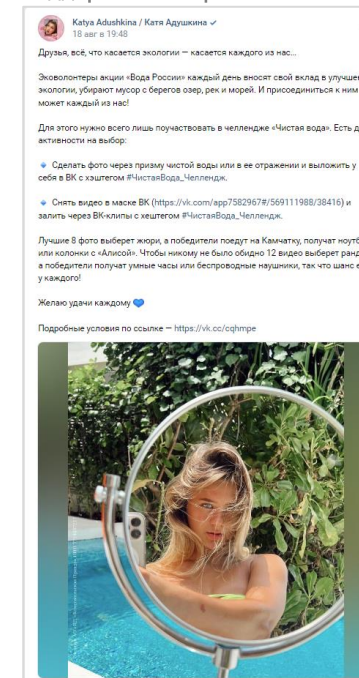 Katya Adushkina / Катя Адушкина
18 авг в 19:48
Друзья, всё, что касается экологии — касается каждого из нас...
Эковолонтеры акции «Вода России» каждый день вносят свой вклад в улучшен
экологии, убирают мусор с берегов озер, рек и морей. И присоединиться к ним
может каждый из нас!
Для этого нужно всего лишь поучаствовать в челлендже «Чистая вода». Есть д
активности на выбор:
Сделать фото через призму чистой воды или в ее отражении и выложить у
себя в ВК с хэштегом #ЧистаяВода_Челлендж.
Снять видео в маске ВК (https://vk.com/app7582967#/569111988/38416) и
залить через ВК-клипы с хештегом #ЧистаяВода_Челлендж.
Лучшие 8 фото выберет жюри, а победители поедут на Камчатку, получат ноутб
или колонки с «Алисой». Чтобы никому не было обидно 12 видео выберет ранд
а победители получат умные часы или беспроводные наушники, так что шанс е
у каждого!
Желаю удачи каждому
Подробные условия по ссылке — https://vk.cc/cqhmpe